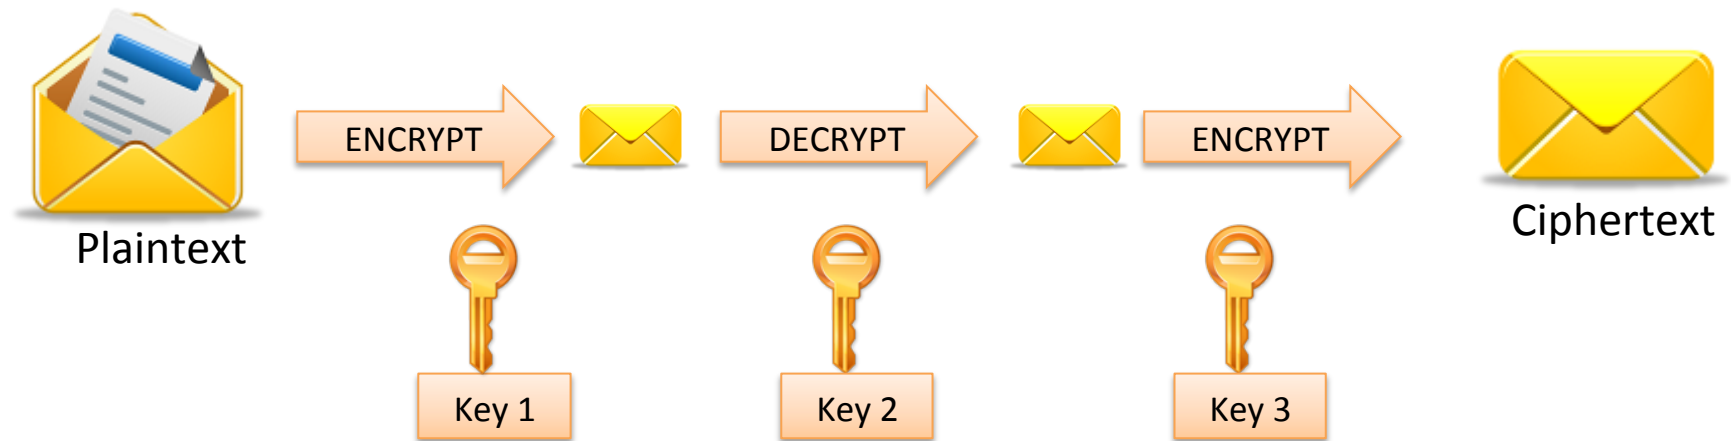 ENCRYPT
DECRYPT
ENCRYPT
Plaintext
Ciphertext
Key 1
Key 2
Key 3